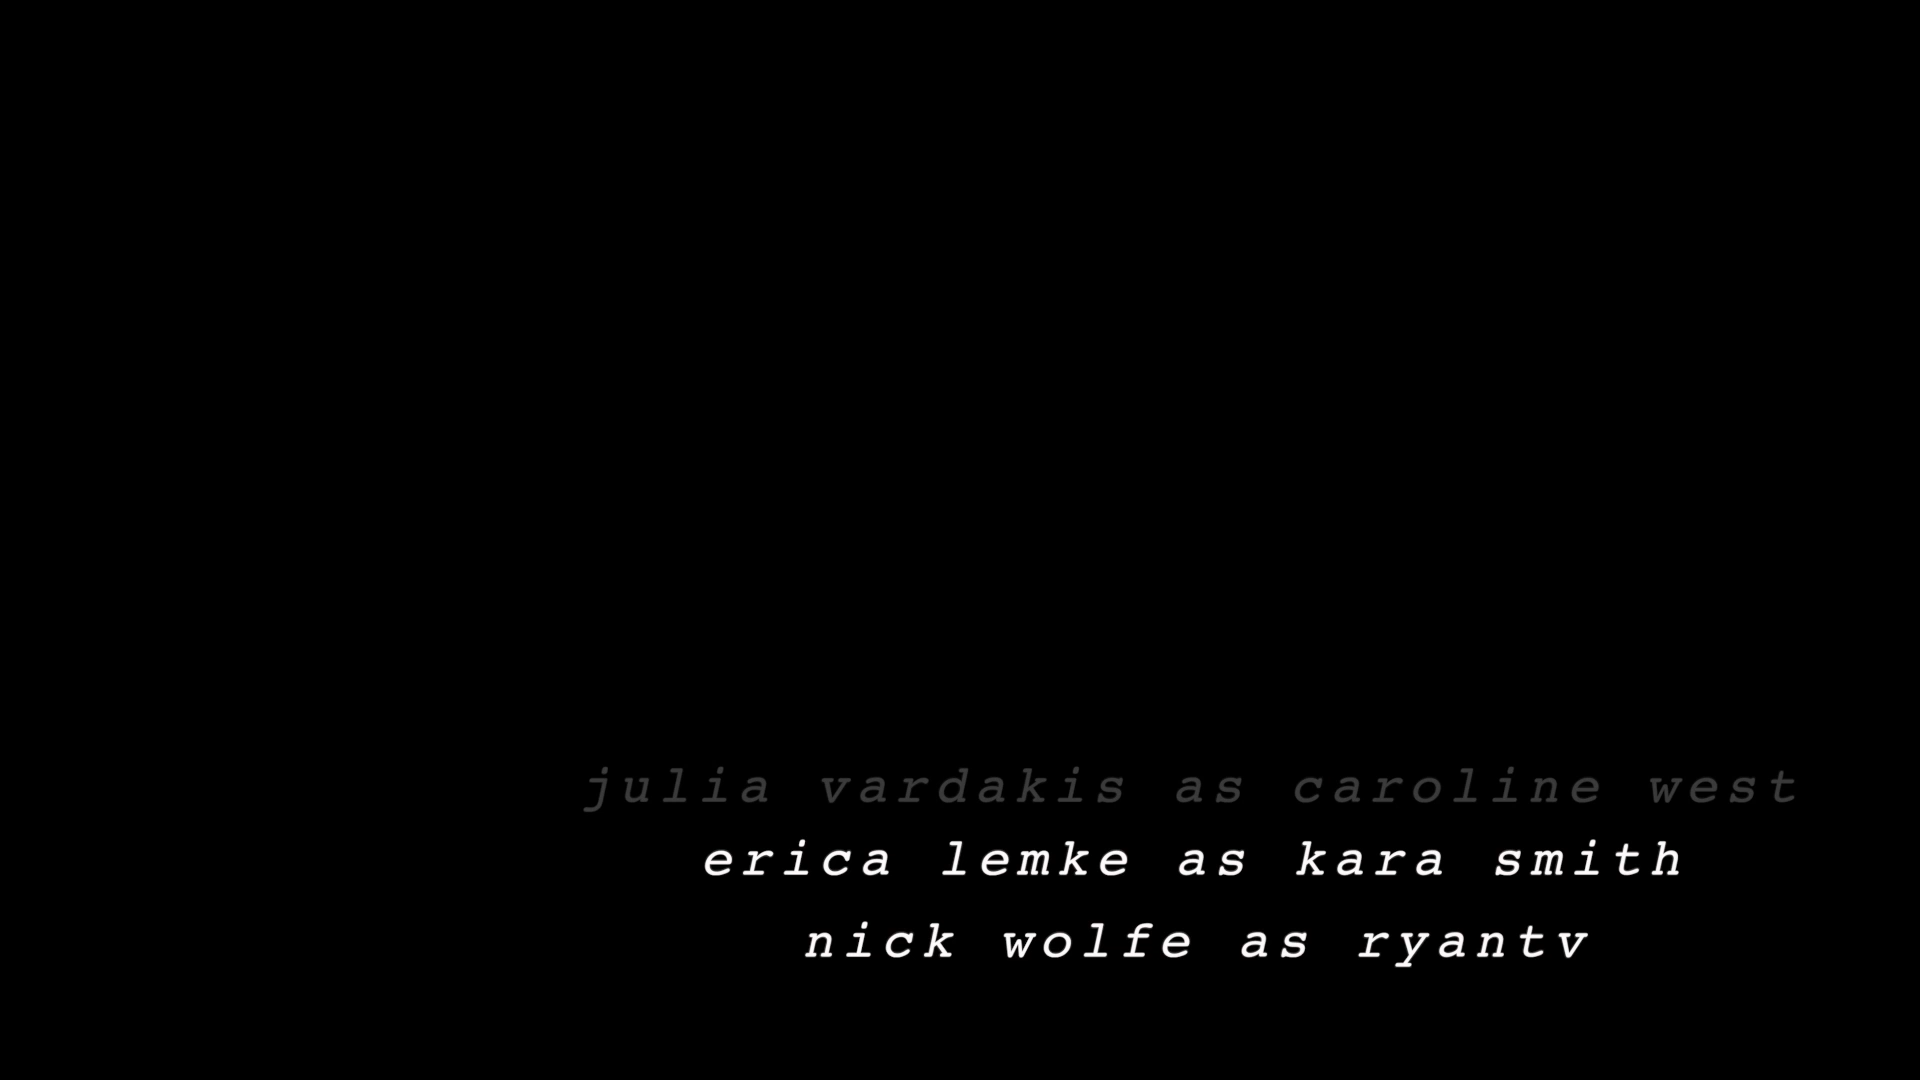 julia vardakis as caroline west
erica lemke as kara smith
nick wolfe as ryantv